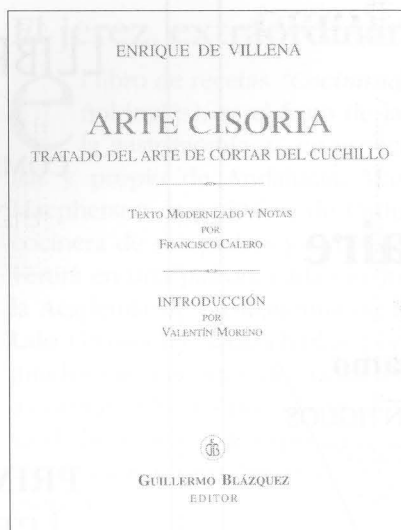 ENRIQUE DE VILLENA
ARTE CISORIA
TRATADO DEL ARTE DE CORTAR DEL CUCHILLO
TEXTO MODERNIZADO Y NOTAS
POR
FRANCISCO CALERO
INTRODUCCIÓN
POR
VALENTÍN MORENO
GUILLERMO BLÁZQUEZ
EDITOR